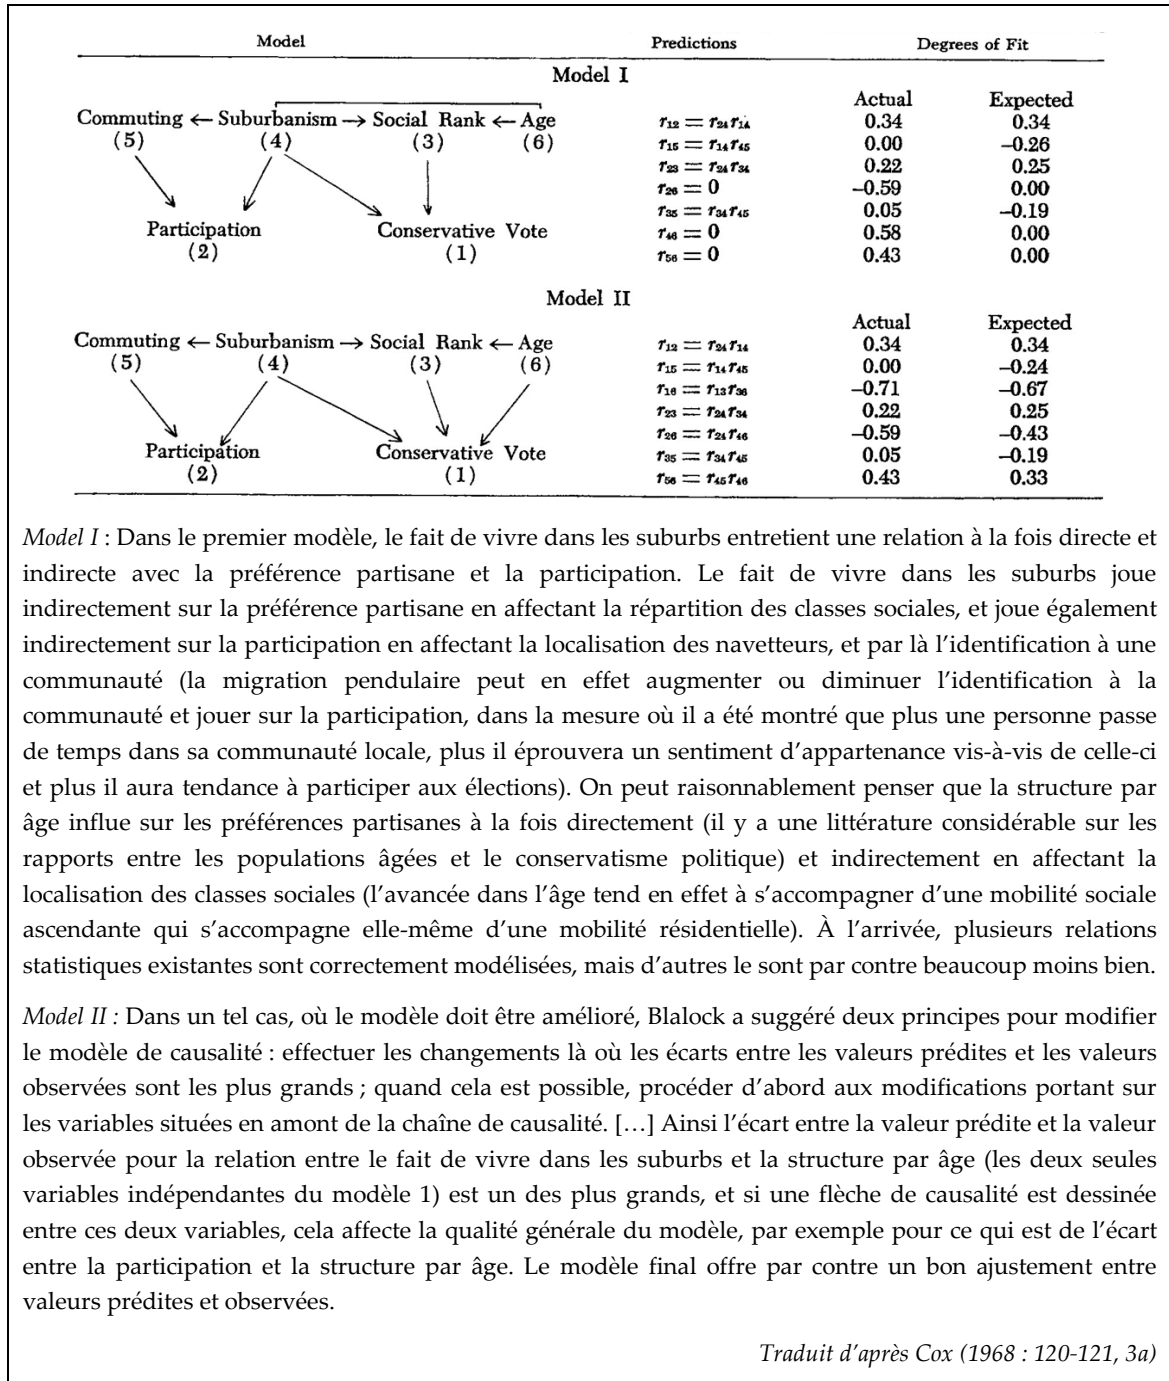 Model Predictions Degrees of Fit
Model I
Actual Expected
Commuting ← Suburbanism → Social Rank ← Age r₁₂ = r₂₄r₁₄ 0.34 0.34
(5) (4) (3) (6) r₁₅ = r₁₄r₄₅ 0.00 –0.26
r₂₃ = r₂₄r₃₄ 0.22 0.25
r₂₆ = 0 –0.59 0.00
Participation Conservative Vote r₃₅ = r₃₄r₄₅ 0.05 –0.19
(2) (1) r₄₆ = 0 0.58 0.00
r₅₆ = 0 0.43 0.00
Model II
Actual Expected
Commuting ← Suburbanism → Social Rank ← Age r₁₂ = r₂₄r₁₄ 0.34 0.34
(5) (4) (3) (6) r₁₅ = r₁₄r₄₅ 0.00 –0.24
r₁₆ = r₁₃r₃₆ –0.71 –0.67
r₂₃ = r₂₄r₃₄ 0.22 0.25
r₂₆ = r₂₄r₄₆ –0.59 –0.43
Participation Conservative Vote r₃₅ = r₃₄r₄₅ 0.05 –0.19
(2) (1) r₅₆ = r₄₅r₄₆ 0.43 0.33
Model I : Dans le premier modèle, le fait de vivre dans les suburbs entretient une relation à la fois directe et
indirecte avec la préférence partisane et la participation. Le fait de vivre dans les suburbs joue
indirectement sur la préférence partisane en affectant la répartition des classes sociales, et joue également
indirectement sur la participation en affectant la localisation des navetteurs, et par là l’identification à une
communauté (la migration pendulaire peut en effet augmenter ou diminuer l’identification à la
communauté et jouer sur la participation, dans la mesure où il a été montré que plus une personne passe
de temps dans sa communauté locale, plus il éprouvera un sentiment d’appartenance vis-à-vis de celle-ci
et plus il aura tendance à participer aux élections). On peut raisonnablement penser que la structure par
âge influe sur les préférences partisanes à la fois directement (il y a une littérature considérable sur les
rapports entre les populations âgées et le conservatisme politique) et indirectement en affectant la
localisation des classes sociales (l’avancée dans l’âge tend en effet à s’accompagner d’une mobilité sociale
ascendante qui s’accompagne elle-même d’une mobilité résidentielle). À l’arrivée, plusieurs relations
statistiques existantes sont correctement modélisées, mais d’autres le sont par contre beaucoup moins bien.
Model II : Dans un tel cas, où le modèle doit être amélioré, Blalock a suggéré deux principes pour modifier
le modèle de causalité : effectuer les changements là où les écarts entre les valeurs prédites et les valeurs
observées sont les plus grands ; quand cela est possible, procéder d’abord aux modifications portant sur
les variables situées en amont de la chaîne de causalité. […] Ainsi l’écart entre la valeur prédite et la valeur
observée pour la relation entre le fait de vivre dans les suburbs et la structure par âge (les deux seules
variables indépendantes du modèle 1) est un des plus grands, et si une flèche de causalité est dessinée
entre ces deux variables, cela affecte la qualité générale du modèle, par exemple pour ce qui est de l’écart
entre la participation et la structure par âge. Le modèle final offre par contre un bon ajustement entre
valeurs prédites et observées.
Traduit d’après Cox (1968 : 120-121, 3a)